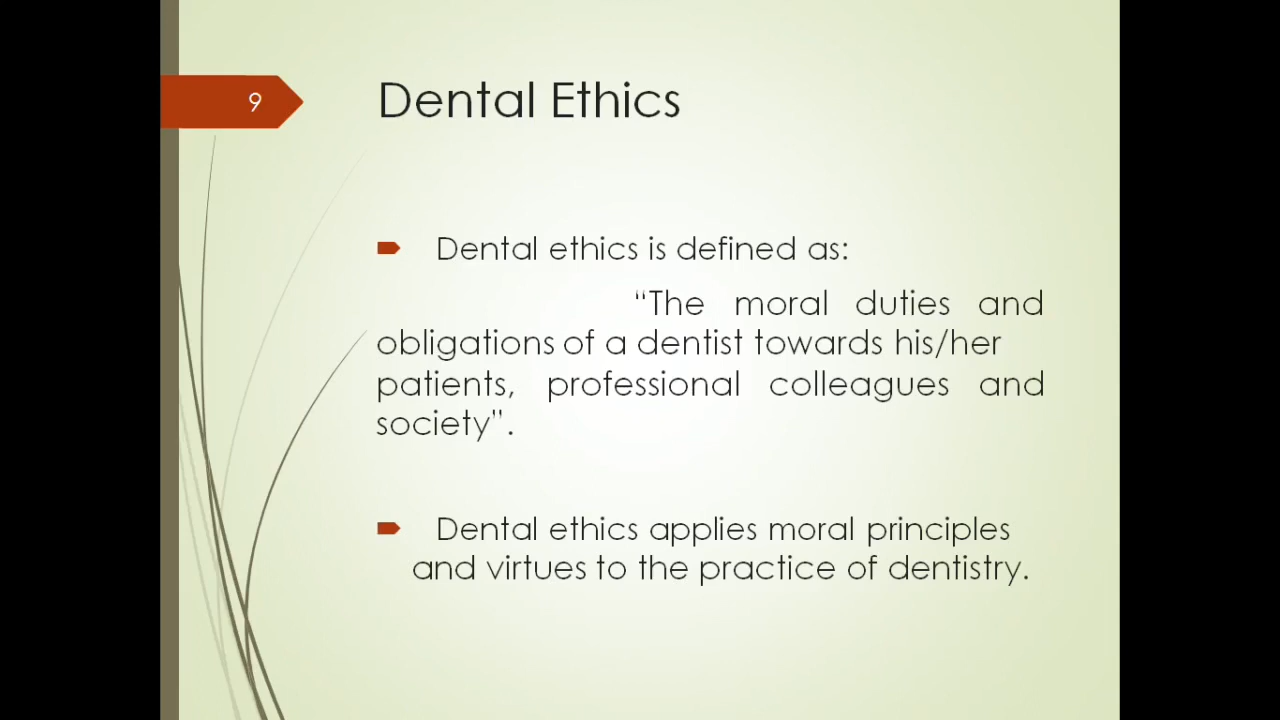 9
Dental Ethics
Dental ethics is defined as:
“The moral duties and
obligations of a dentist towards his/her
patients, professional colleagues and
society”.
Dental ethics applies moral principles
and virtues to the practice of dentistry.